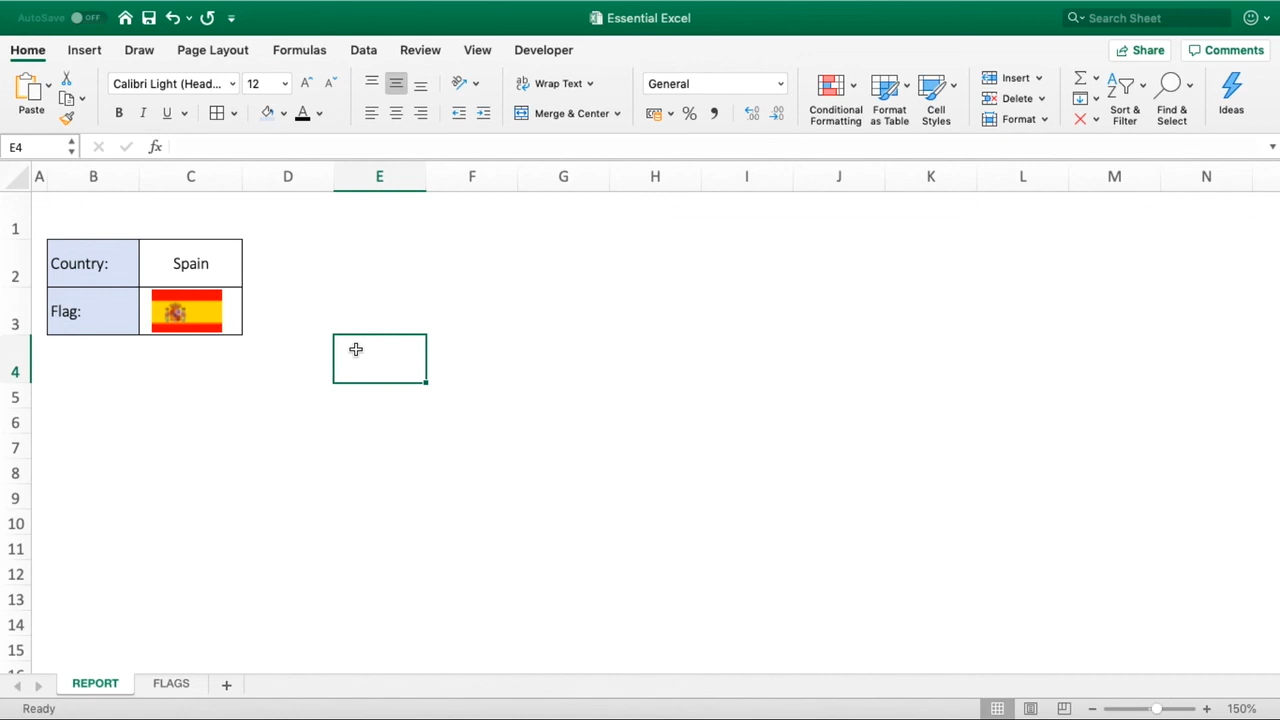 AutoSave OFF
Essential Excel
Search Sheet
Home Insert Draw Page Layout Formulas Data Review View Developer
Share Comments
Paste
Calibri Light (Head... 12
B I U A
ab Wrap Text
Merge & Center
General
% ,
Conditional Formatting
Format as Table
Cell Styles
Insert
Delete
Format
Sort & Filter
Find & Select
Ideas
E4 fx
A B C D E F G H I J K L M N
1
2 Country: Spain
3 Flag:
4
5
6
7
8
9
10
11
12
13
14
15
16
REPORT FLAGS
Ready 150%